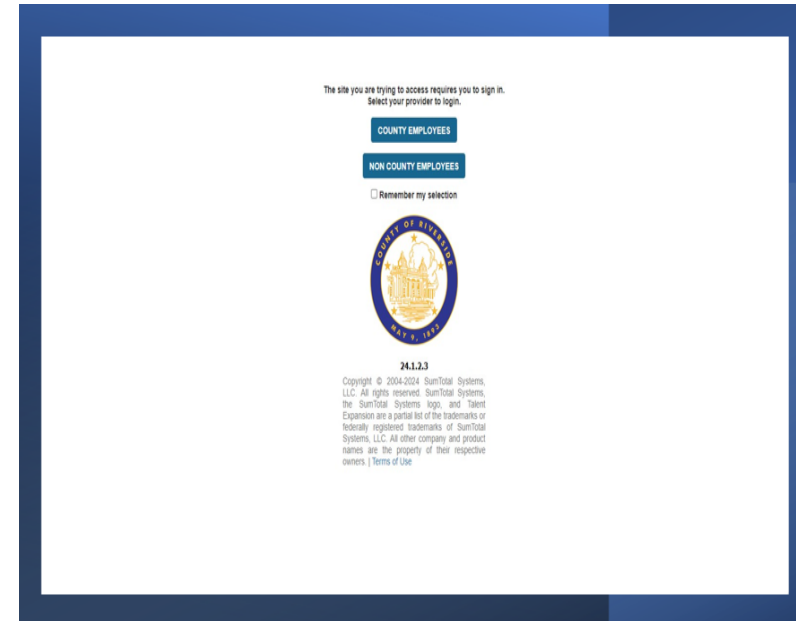 The site you are trying to access requires you to sign in.
Select your provider to login.
COUNTY EMPLOYEES
NON COUNTY EMPLOYEES
Remember my selection
COUNTY OF RIVERSIDE
MAY 9, 1893
24.1.2.3
Copyright © 2004-2024 SumTotal Systems,
LLC. All rights reserved. SumTotal Systems,
the SumTotal Systems logo, and Talent
Expansion are a partial list of the trademarks or
federally registered trademarks of SumTotal
Systems, LLC. All other company and product
names are the property of their respective
owners. | Terms of Use